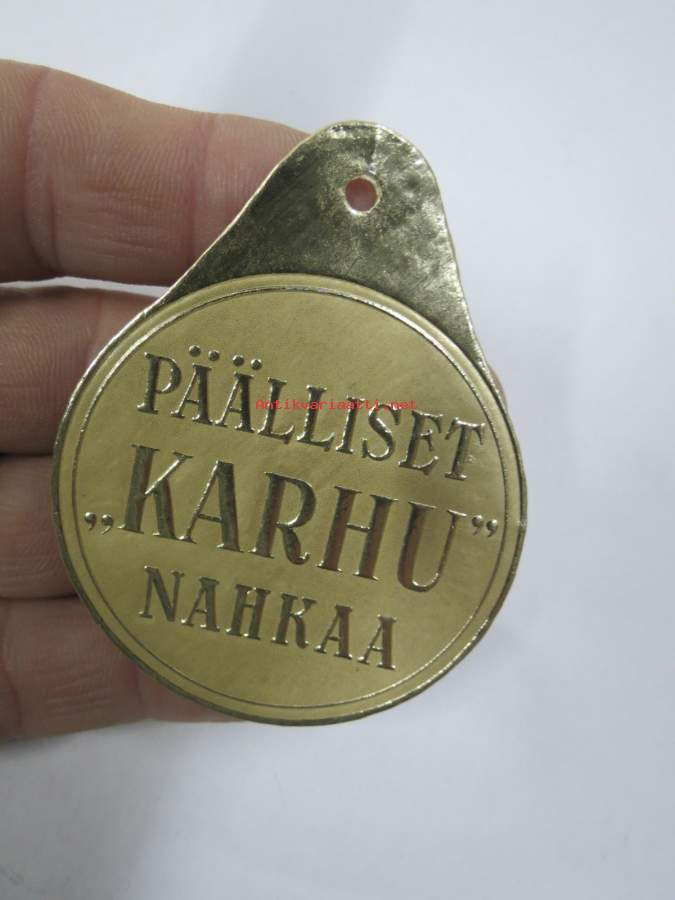 PÄÄLLISET
Antikvariaatti.net
„KARHU”
NAHKAA